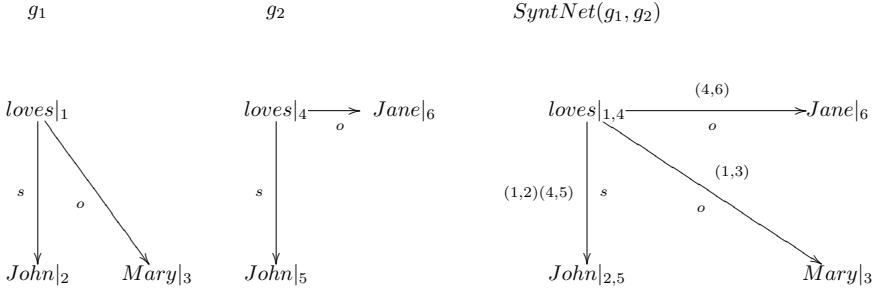 g₁ g₂ SyntNet(g₁, g₂)
(4,6)
loves|₁ loves|₄ Jane|₆ loves|₁,₄ Jane|₆
o o
(1,3)
s o s (1,2)(4,5) s o
John|₂ Mary|₃ John|₅ John|₂,₅ Mary|₃